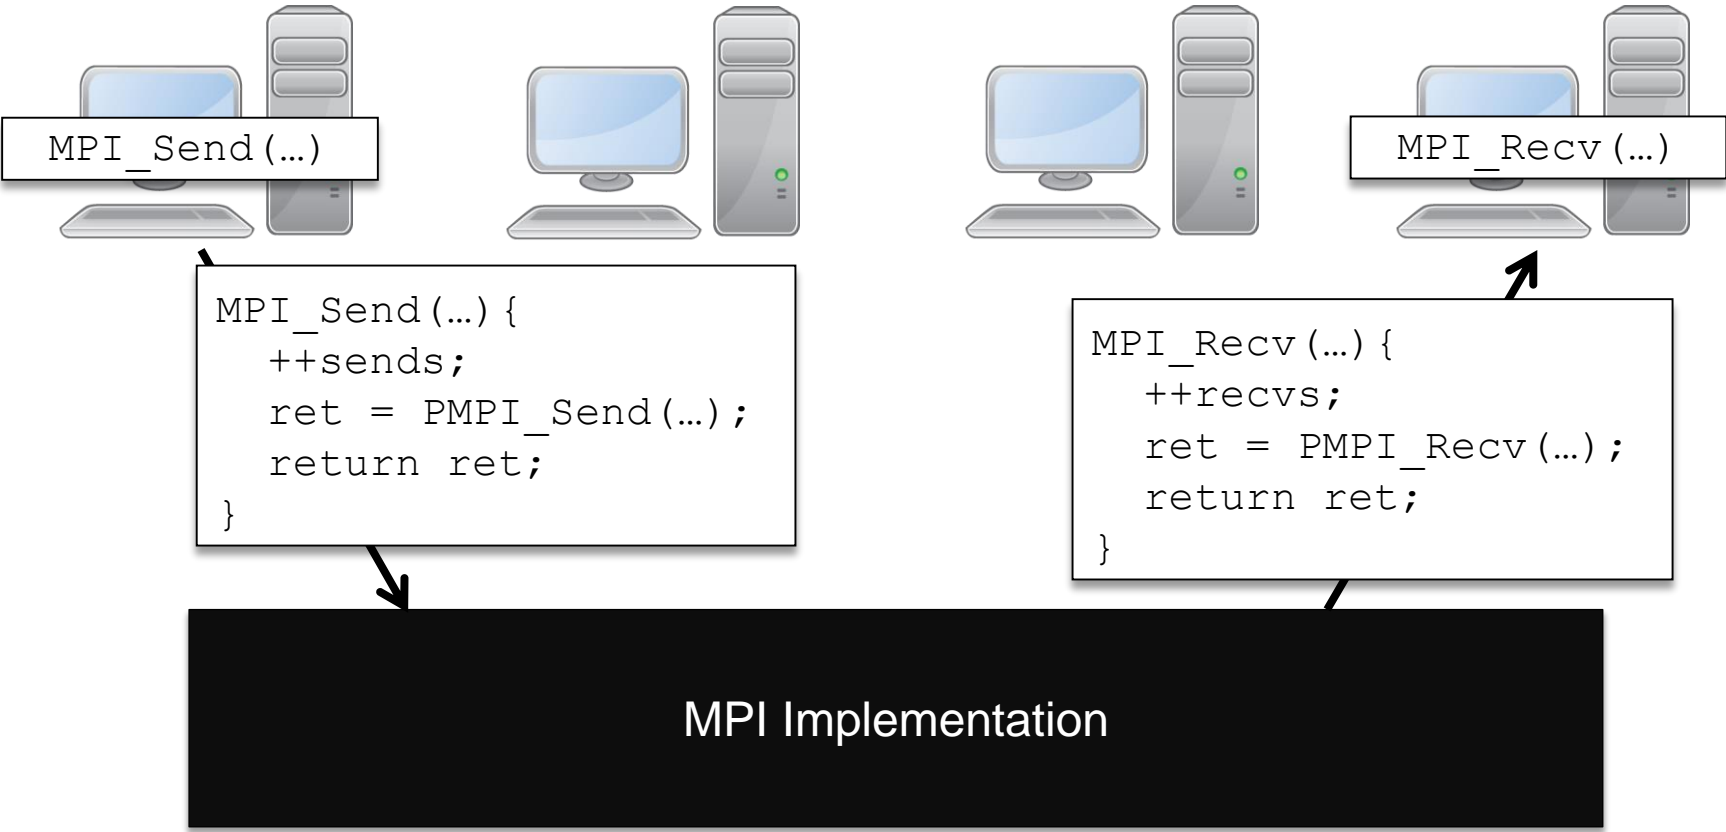 MPI_Send(…)
MPI_Recv(…)
MPI_Send(…){
++sends;
ret = PMPI_Send(…);
return ret;
}
MPI_Recv(…){
++recvs;
ret = PMPI_Recv(…);
return ret;
}
MPI Implementation